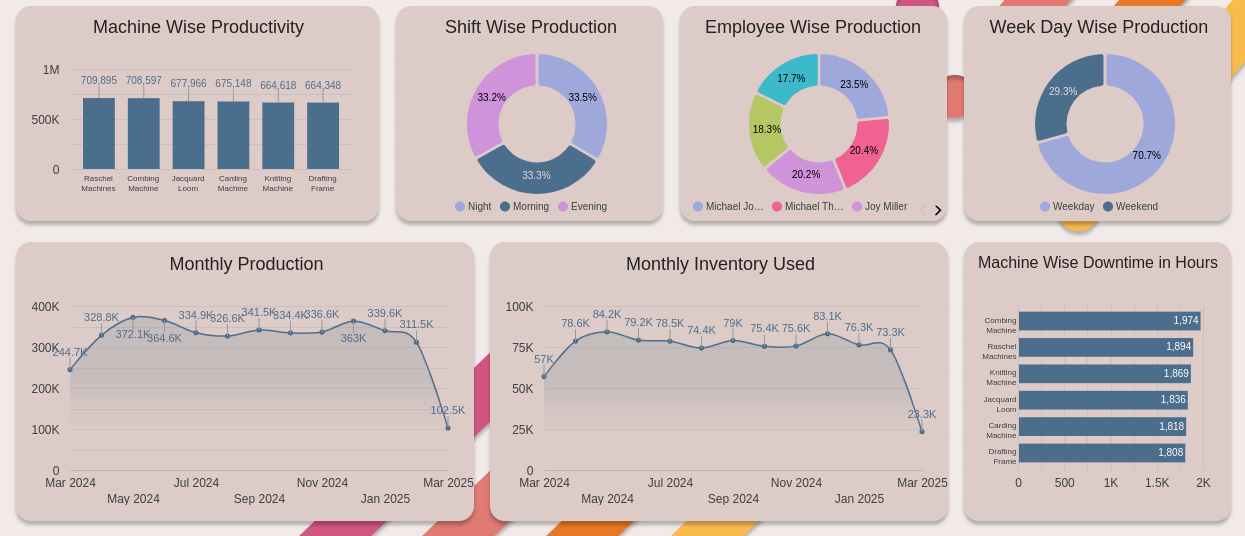 Machine Wise Productivity
1M
500K
0
709,895
708,597
677,966
675,148
664,618
664,348
Raschel
Machines
Combing
Machine
Jacquard
Loom
Carding
Machine
Knitting
Machine
Drafting
Frame
Shift Wise Production
33.2%
33.5%
33.3%
Night
Morning
Evening
Employee Wise Production
17.7%
23.5%
18.3%
20.4%
20.2%
Michael Jo...
Michael Th...
Joy Miller
Week Day Wise Production
29.3%
70.7%
Weekday
Weekend
Monthly Production
400K
300K
200K
100K
0
244.7K
328.8K
372.1K
364.6K
334.9K
326.6K
341.5K
334.4K
336.6K
363K
339.6K
311.5K
102.5K
Mar 2024
May 2024
Jul 2024
Sep 2024
Nov 2024
Jan 2025
Mar 2025
Monthly Inventory Used
100K
75K
50K
25K
0
57K
78.6K
84.2K
79.2K
78.5K
74.4K
79K
75.4K
75.6K
83.1K
76.3K
73.3K
23.3K
Mar 2024
May 2024
Jul 2024
Sep 2024
Nov 2024
Jan 2025
Mar 2025
Machine Wise Downtime in Hours
Combing
Machine
1,974
Raschel
Machines
1,894
Knitting
Machine
1,869
Jacquard
Loom
1,836
Carding
Machine
1,818
Drafting
Frame
1,808
0
500
1K
1.5K
2K